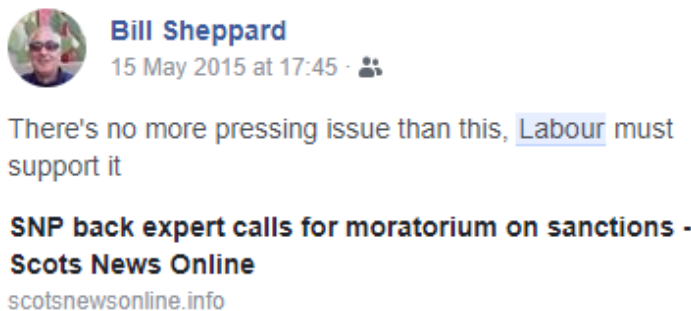 Bill Sheppard
15 May 2015 at 17:45 ·
There's no more pressing issue than this, Labour must
support it
SNP back expert calls for moratorium on sanctions -
Scots News Online
scotsnewsonline.info